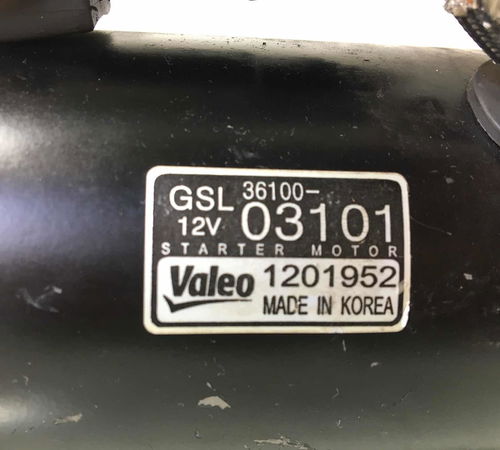 GSL 36100-
12V 03101
STARTER MOTOR
Valeo 1201952
MADE IN KOREA